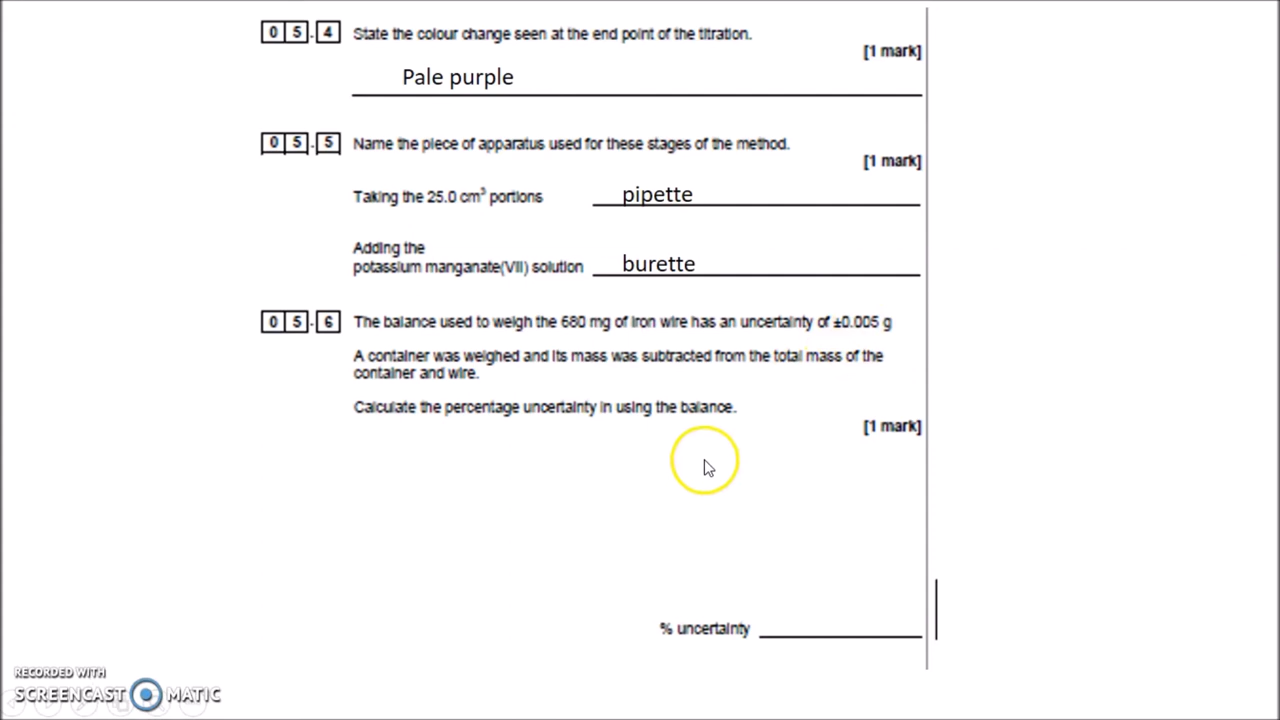 0 5 . 4 State the colour change seen at the end point of the titration.
[1 mark]
Pale purple
0 5 . 5 Name the piece of apparatus used for these stages of the method.
[1 mark]
Taking the 25.0 cm³ portions pipette
Adding the
potassium manganate(VII) solution burette
0 5 . 6 The balance used to weigh the 680 mg of iron wire has an uncertainty of ±0.005 g
A container was weighed and its mass was subtracted from the total mass of the
container and wire.
Calculate the percentage uncertainty in using the balance.
[1 mark]
% uncertainty
RECORDED WITH
SCREENCAST MATIC